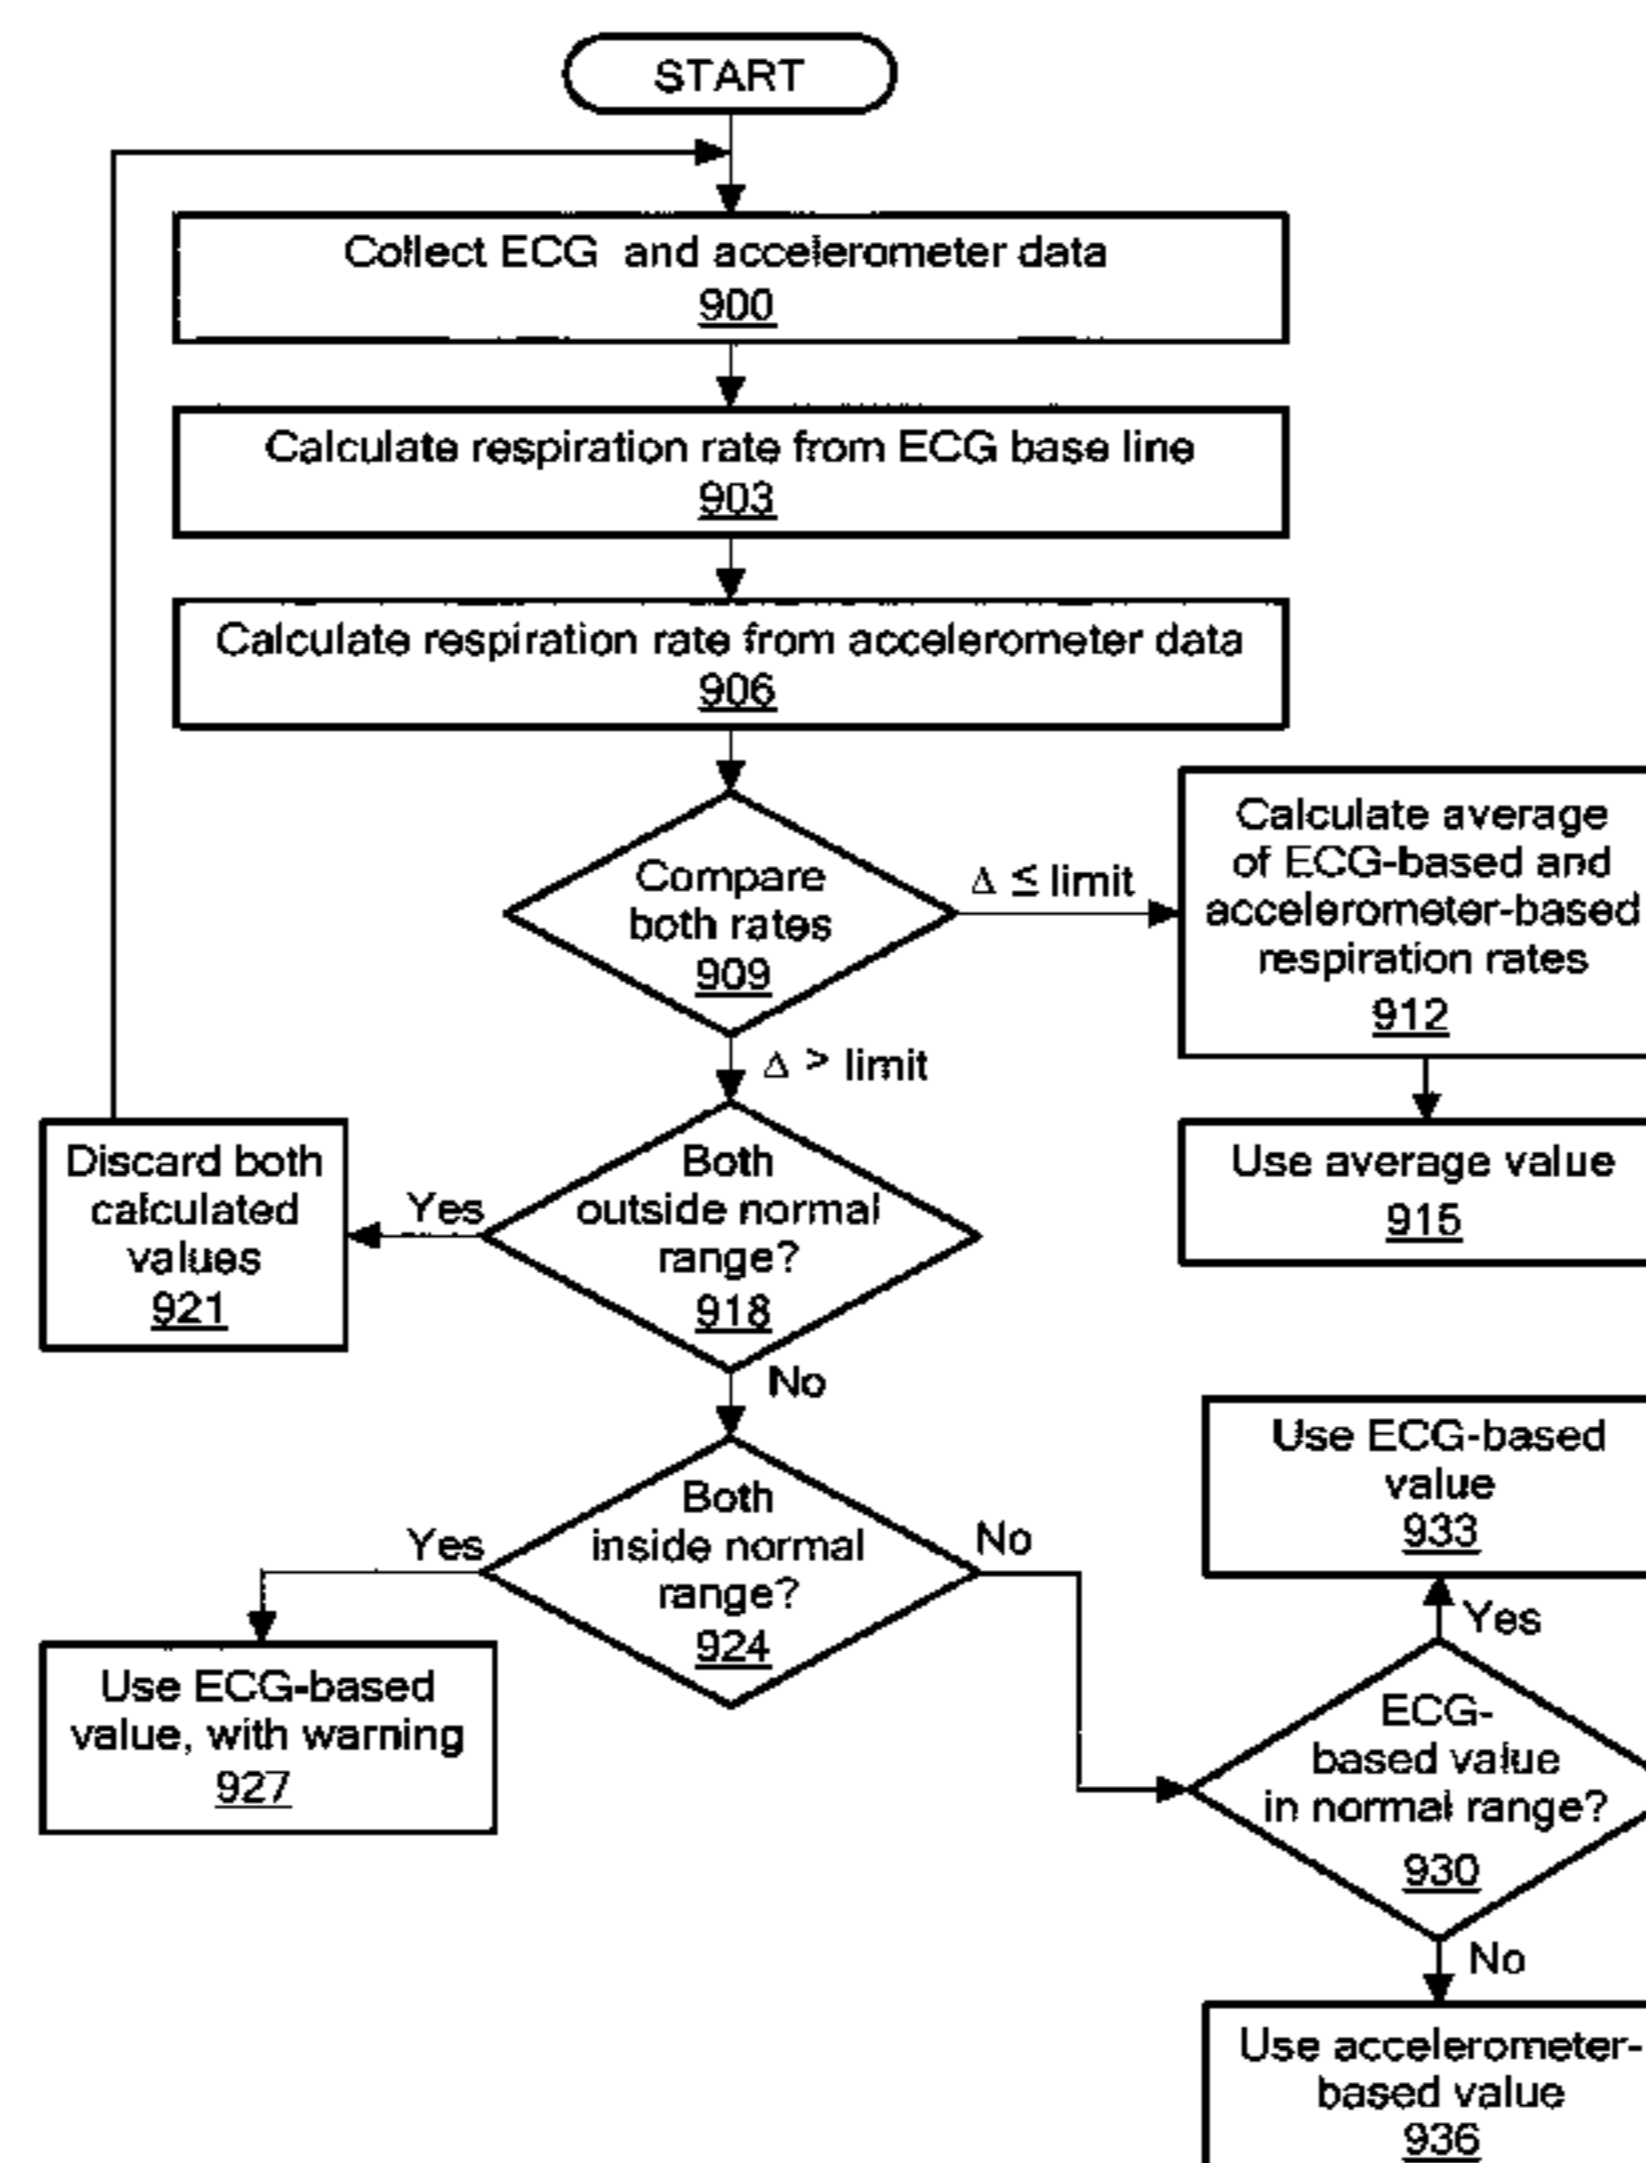 START
Collect ECG and accelerometer data
900
Calculate respiration rate from ECG base line
903
Calculate respiration rate from accelerometer data
906
Compare
both rates
909
Δ ≤ limit
Calculate average
of ECG-based and
accelerometer-based
respiration rates
912
Δ > limit
Use average value
915
Both
outside normal
range?
918
Yes
Discard both
calculated
values
921
No
Both
inside normal
range?
924
Yes
Use ECG-based
value, with warning
927
No
ECG-
based value
in normal range?
930
Yes
Use ECG-based
value
933
No
Use accelerometer-
based value
936